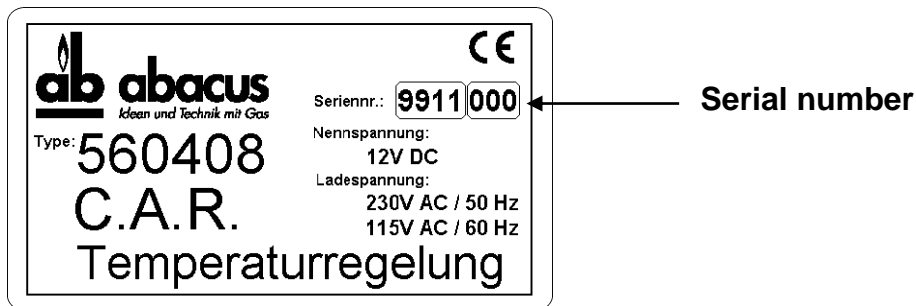 CE
ab abacus
Ideen und Technik mit Gas
Seriennr.: 9911 000
Serial number
Type: 560408
C.A.R.
Temperaturregelung
Nennspannung:
12V DC
Ladespannung:
230V AC / 50 Hz
115V AC / 60 Hz